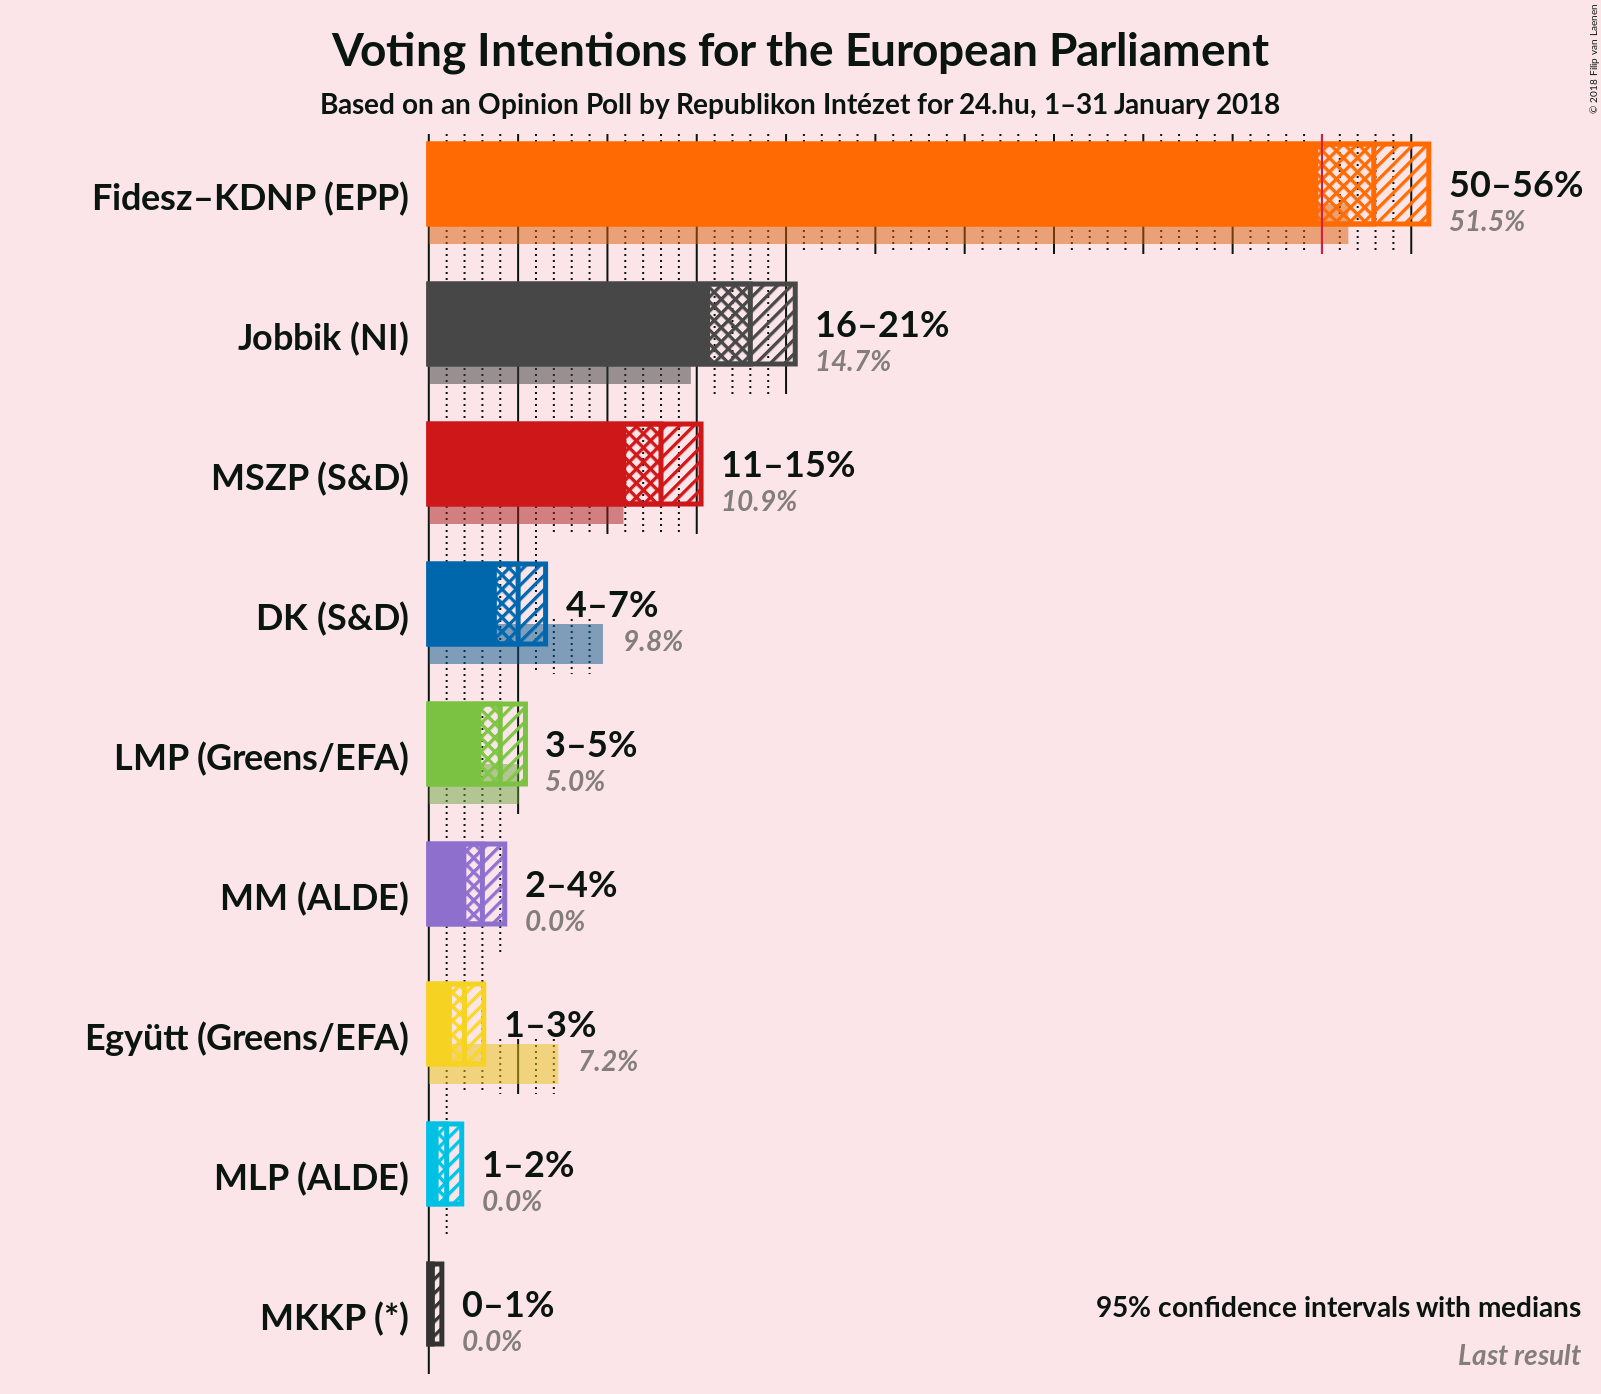 Voting Intentions for the European Parliament
Based on an Opinion Poll by Republikon Intézet for 24.hu, 1–31 January 2018
© 2018 Filip van Laenen
Fidesz–KDNP (EPP)
50–56%
51.5%
Jobbik (NI)
16–21%
14.7%
MSZP (S&D)
11–15%
10.9%
DK (S&D)
4–7%
9.8%
LMP (Greens/EFA)
3–5%
5.0%
MM (ALDE)
2–4%
0.0%
Együtt (Greens/EFA)
1–3%
7.2%
MLP (ALDE)
1–2%
0.0%
MKKP (*)
0–1%
0.0%
95% confidence intervals with medians
Last result